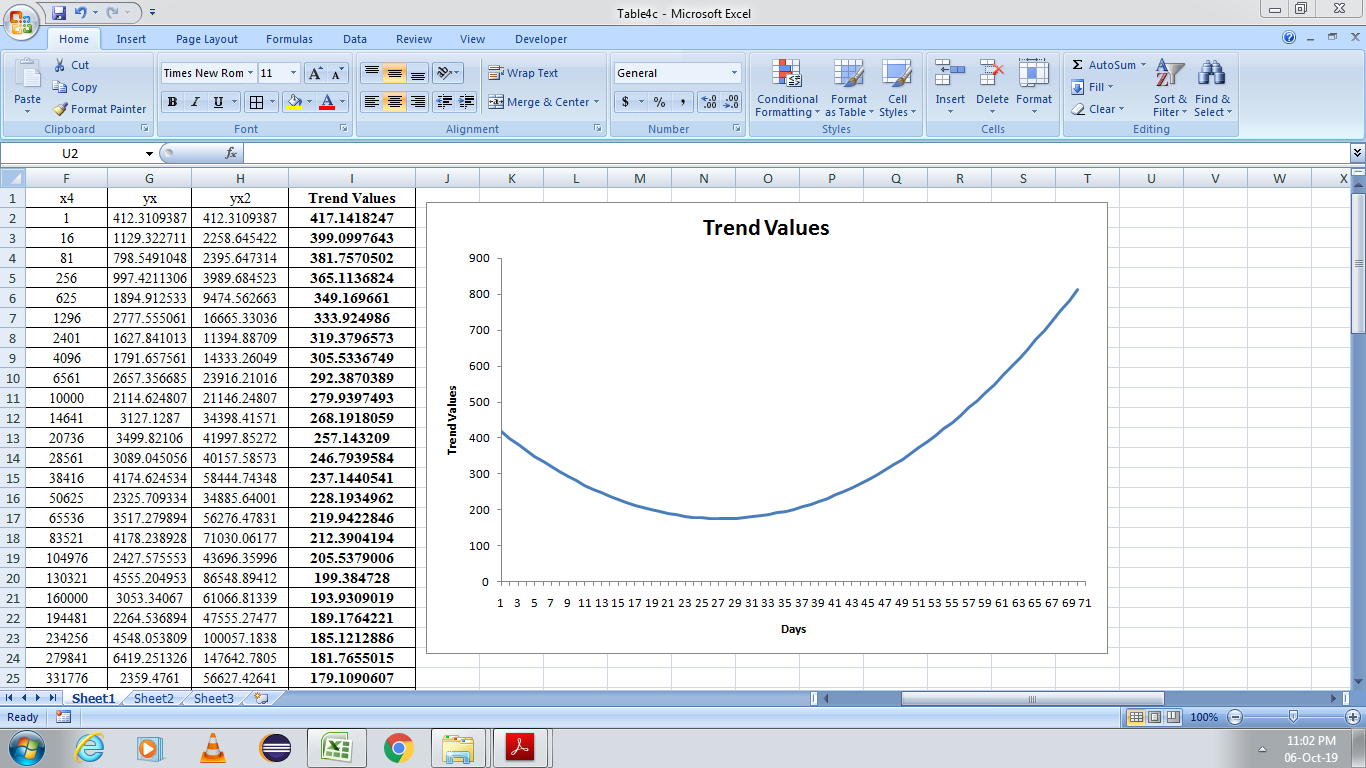 Table4c - Microsoft Excel
Home Insert Page Layout Formulas Data Review View Developer
Cut
Copy
Format Painter
Paste
Clipboard
Times New Rom 11
B I U
Font
Wrap Text
Merge & Center
Alignment
General
$ % ,
Number
Conditional Formatting
Format as Table
Cell Styles
Styles
Insert Delete Format
Cells
Σ AutoSum
Fill
Clear
Sort & Filter
Find & Select
Editing
U2 fx
F G H I J K L M N O P Q R S T U V W X
1 x4 yx yx2 Trend Values
2 1 412.3109387 412.3109387 417.1418247
3 16 1129.322711 2258.645422 399.0997643
4 81 798.5491048 2395.647314 381.7570502
5 256 997.4211306 3989.684523 365.1136824
6 625 1894.912533 9474.562663 349.169661
7 1296 2777.555061 16665.33036 333.924986
8 2401 1627.841013 11394.88709 319.3796573
9 4096 1791.657561 14333.26049 305.5336749
10 6561 2657.356685 23916.21016 292.3870389
11 10000 2114.624807 21146.24807 279.9397493
12 14641 3127.1287 34398.41571 268.1918059
13 20736 3499.82106 41997.85272 257.143209
14 28561 3089.045056 40157.58573 246.7939584
15 38416 4174.624534 58444.74348 237.1440541
16 50625 2325.709334 34885.64001 228.1934962
17 65536 3517.279894 56276.47831 219.9422846
18 83521 4178.238928 71030.06177 212.3904194
19 104976 2427.575553 43696.35996 205.5379006
20 130321 4555.204953 86548.89412 199.384728
21 160000 3053.34067 61066.81339 193.9309019
22 194481 2264.536894 47555.27477 189.1764221
23 234256 4548.053809 100057.1838 185.1212886
24 279841 6419.251326 147642.7805 181.7655015
25 331776 2359.4761 56627.42641 179.1090607
Trend Values
900
800
700
600
500
400
300
200
100
0
Trend Values
1 3 5 7 9 11 13 15 17 19 21 23 25 27 29 31 33 35 37 39 41 43 45 47 49 51 53 55 57 59 61 63 65 67 69 71
Days
Sheet1 Sheet2 Sheet3
Ready 100%
11:02 PM
06-Oct-19